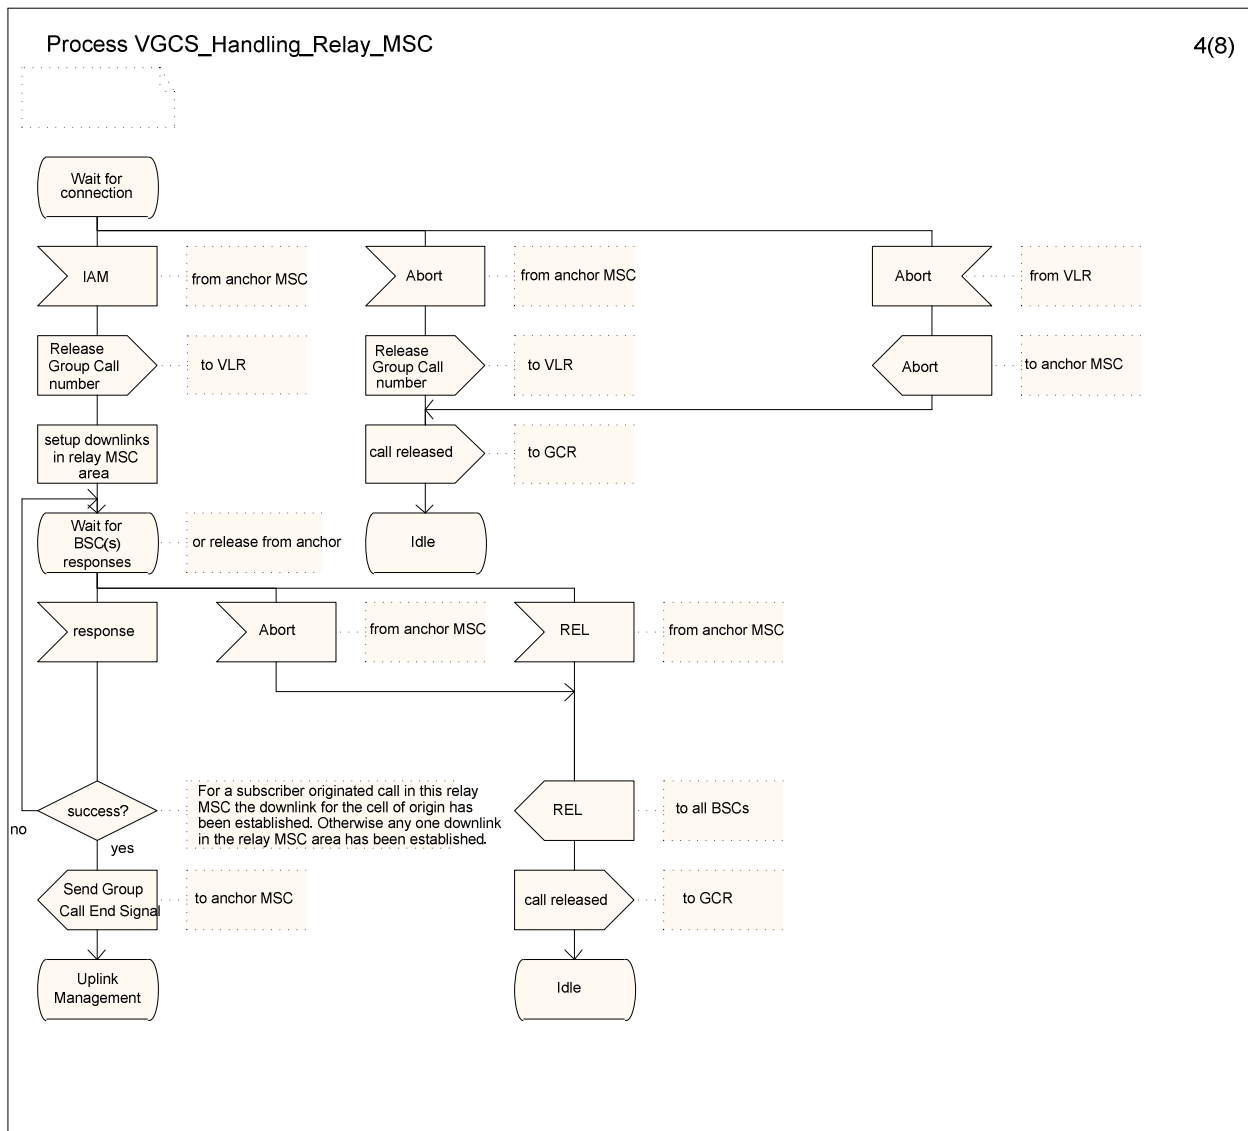 Process VGCS_Handling_Relay_MSC
4(8)
Wait for
connection
IAM
from anchor MSC
Abort
from anchor MSC
Abort
from VLR
Release
Group Call
number
to VLR
Release
Group Call
number
to VLR
Abort
to anchor MSC
setup downlinks
in relay MSC
area
call released
to GCR
Wait for
BSC(s)
responses
or release from anchor
Idle
response
Abort
from anchor MSC
REL
from anchor MSC
success?
no
yes
For a subscriber originated call in this relay
MSC the downlink for the cell of origin has
been established. Otherwise any one downlink
in the relay MSC area has been established.
REL
to all BSCs
Send Group
Call End Signal
to anchor MSC
call released
to GCR
Uplink
Management
Idle